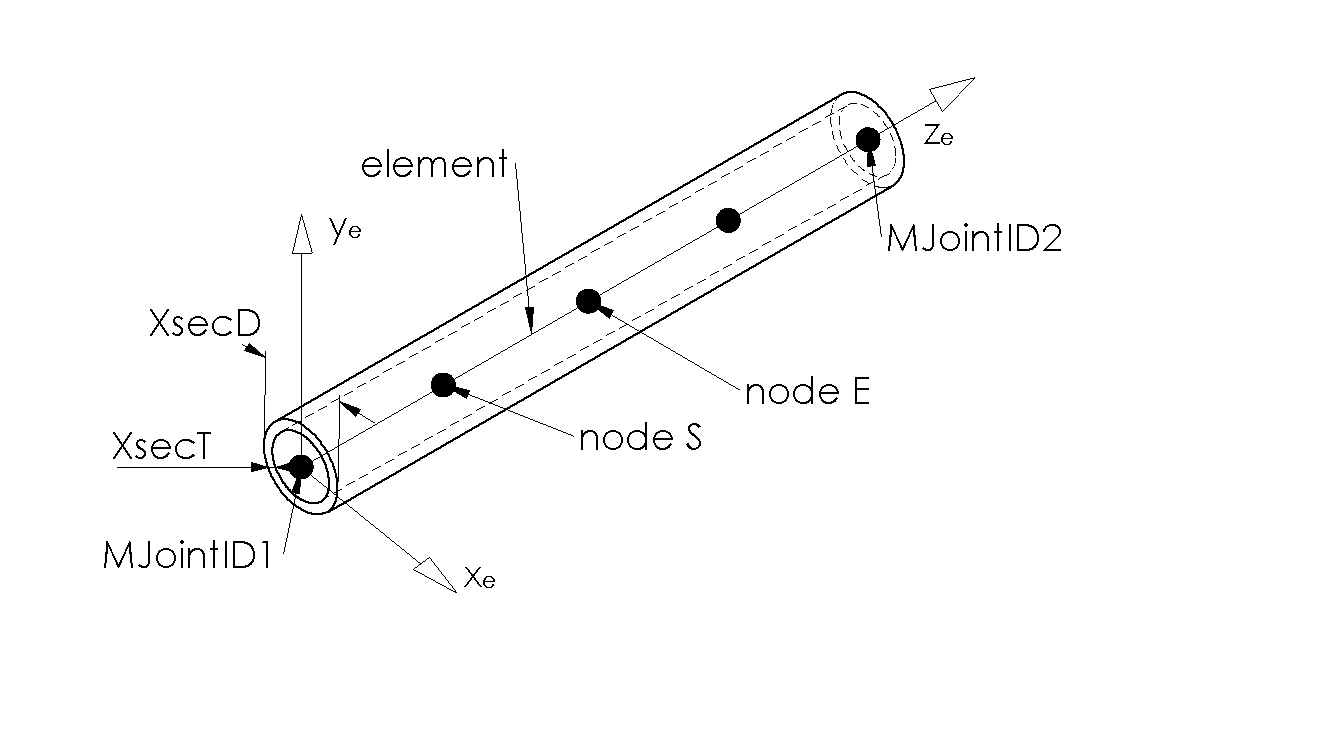 element
Ze
ye
MJointID2
XsecD
node E
node S
XsecT
MJointID1
xe